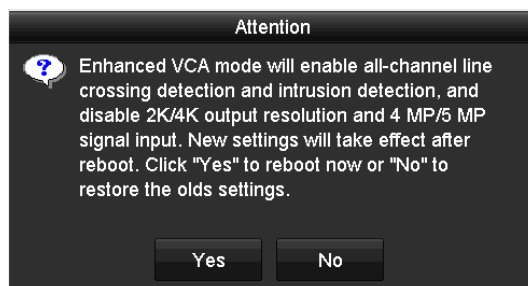 Attention
Enhanced VCA mode will enable all-channel line
crossing detection and intrusion detection, and
disable 2K/4K output resolution and 4 MP/5 MP
signal input. New settings will take effect after
reboot. Click "Yes" to reboot now or "No" to
restore the olds settings.
Yes
No